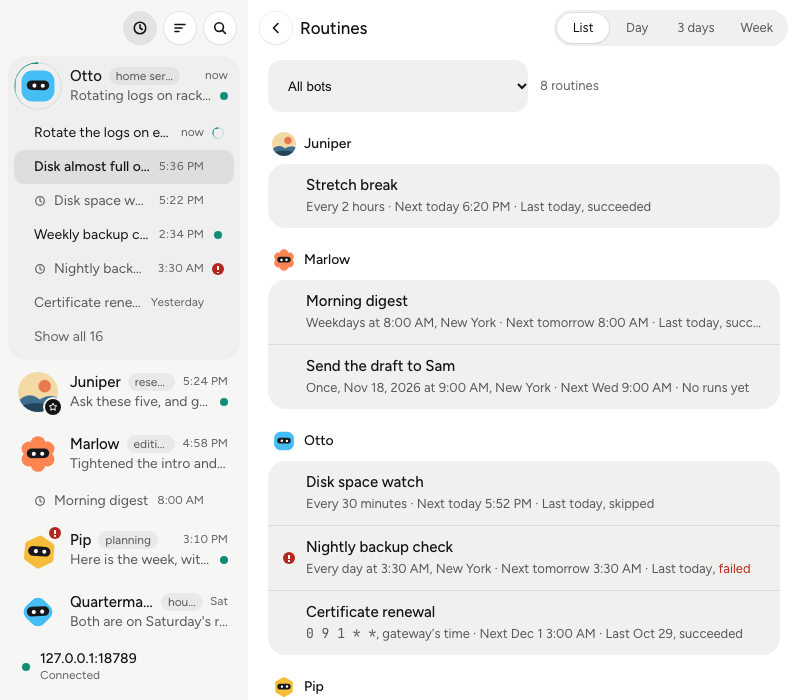 Otto home ser... now
Rotating logs on rack...
Rotate the logs on e... now
Disk almost full o... 5:36 PM
Disk space w... 5:22 PM
Weekly backup c... 2:34 PM
Nightly back... 3:30 AM
Certificate rene... Yesterday
Show all 16
Juniper rese... 5:24 PM
Ask these five, and g...
Marlow editi... 4:58 PM
Tightened the intro and...
Morning digest 8:00 AM
Pip planning 3:10 PM
Here is the week, wit...
Quarterma... hou... Sat
Both are on Saturday's r...
127.0.0.1:18789
Connected
Routines
List Day 3 days Week
All bots 8 routines
Juniper
Stretch break
Every 2 hours · Next today 6:20 PM · Last today, succeeded
Marlow
Morning digest
Weekdays at 8:00 AM, New York · Next tomorrow 8:00 AM · Last today, succ...
Send the draft to Sam
Once, Nov 18, 2026 at 9:00 AM, New York · Next Wed 9:00 AM · No runs yet
Otto
Disk space watch
Every 30 minutes · Next today 5:52 PM · Last today, skipped
Nightly backup check
Every day at 3:30 AM, New York · Next tomorrow 3:30 AM · Last today, failed
Certificate renewal
0 9 1 * *, gateway's time · Next Dec 1 3:00 AM · Last Oct 29, succeeded
Pip